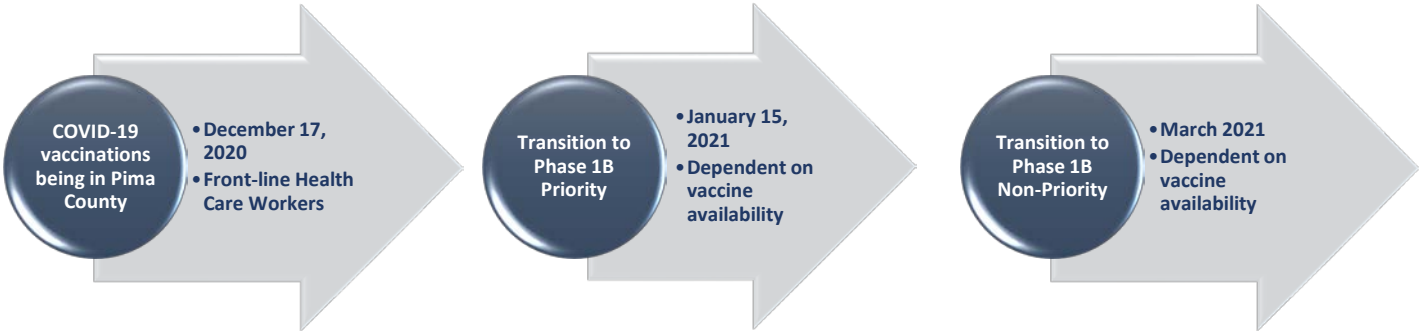 COVID-19
vaccinations
being in Pima
County
•December 17,
2020
•Front-line Health
Care Workers
Transition to
Phase 1B
Priority
•January 15,
2021
•Dependent on
vaccine
availability
Transition to
Phase 1B
Non-Priority
•March 2021
•Dependent on
vaccine
availability